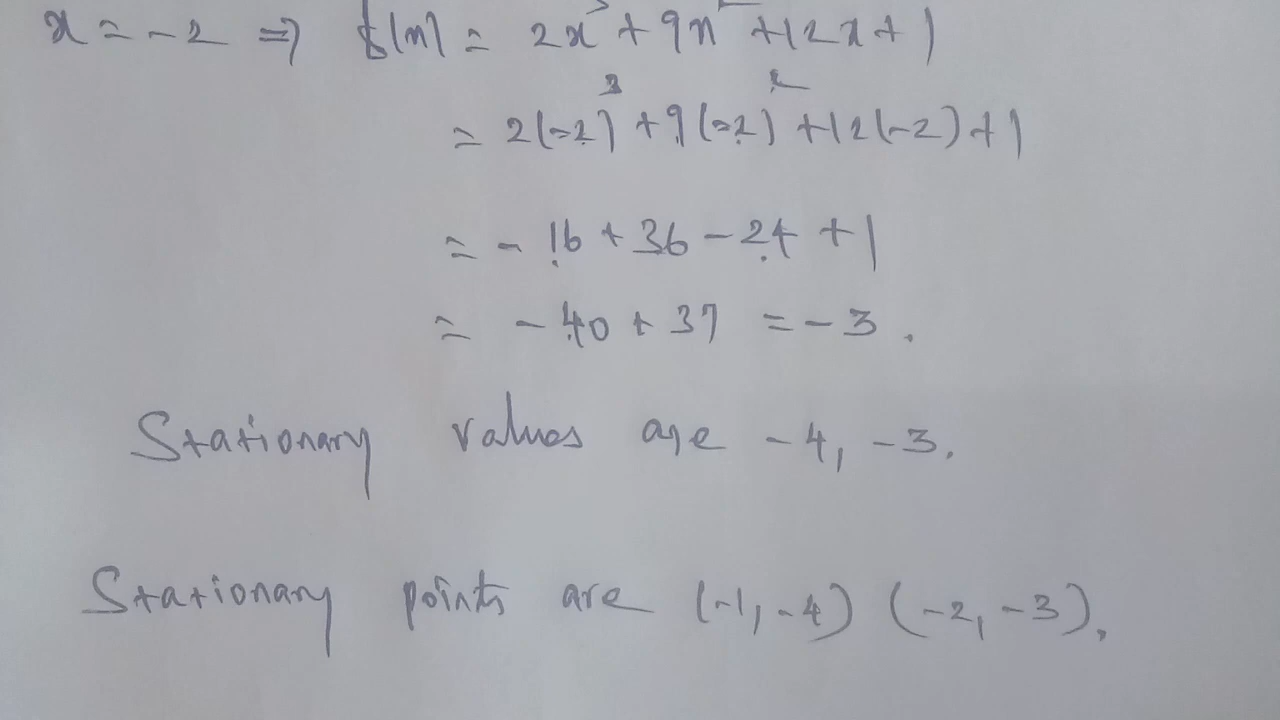 x = -2 ⇒ f(x) = 2x³ + 9x² + 12x + 1
= 2(-2)³ + 9(-2)² + 12(-2) + 1
= - 16 + 36 - 24 + 1
= - 40 + 37 = - 3 .
Stationary values are -4, -3.
Stationary points are (-1, -4) (-2, -3).